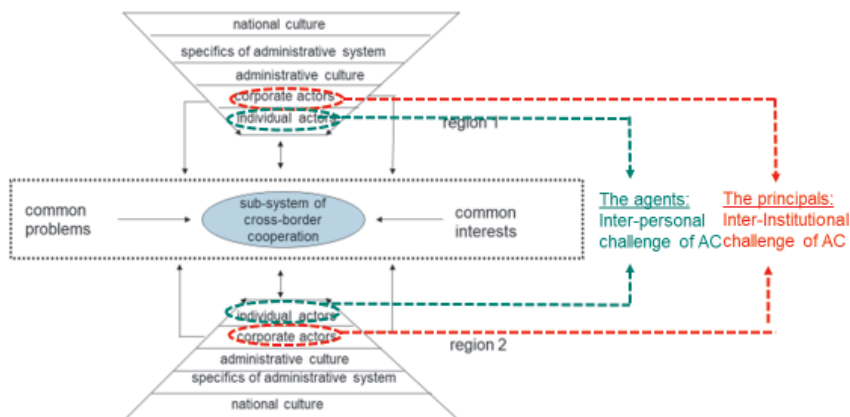 national culture
specifics of administrative system
administrative culture
corporate actors
individual actors
region 1
common
problems
sub-system of
cross-border
cooperation
common
interests
The agents:
Inter-personal
challenge of AC
The principals:
Inter-Institutional
challenge of AC
individual actors
corporate actors
region 2
administrative culture
specifics of administrative system
national culture